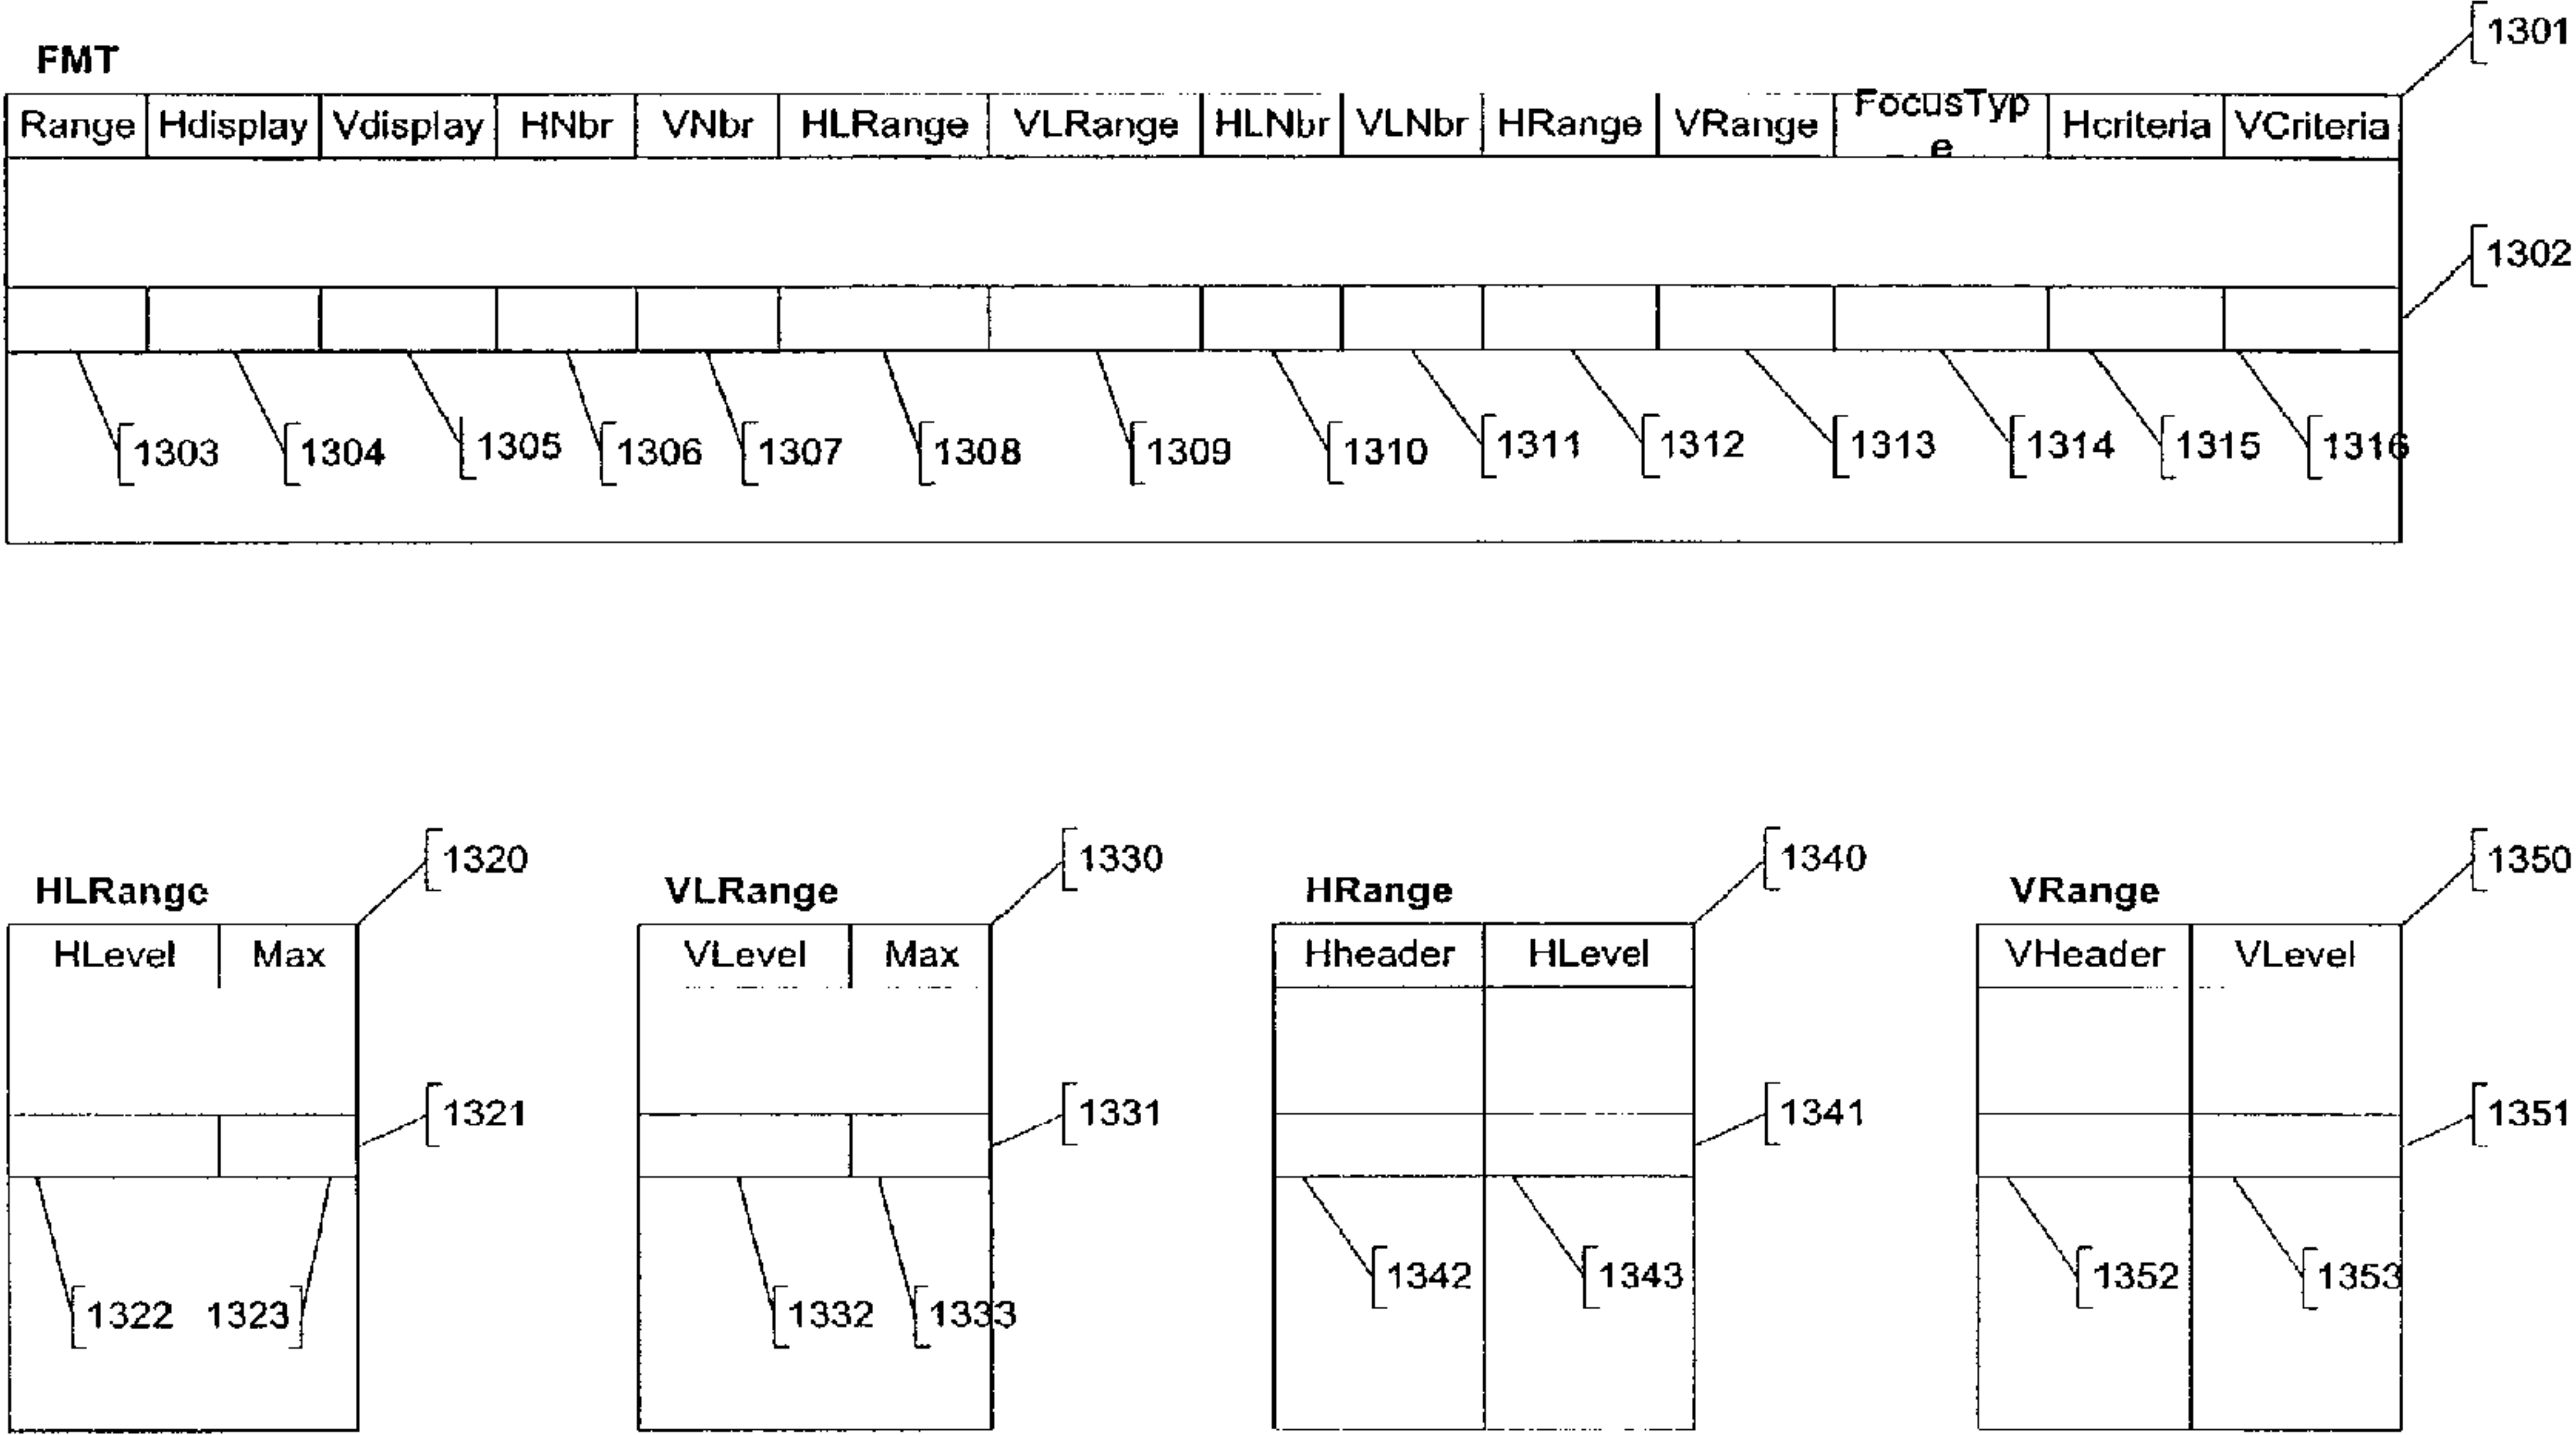 1301
FMT
Range Hdisplay Vdisplay HNbr VNbr HLRange VLRange HLNbr VLNbr HRange VRange FocusTyp Hcriteria VCriteria
e
1302
1303 1304 1305 1306 1307 1308 1309 1310 1311 1312 1313 1314 1315 1316
1320 1330 1340 1350
HLRange VLRange HRange VRange
HLevel Max VLevel Max Hheader HLevel VHeader VLevel
1321 1331 1341 1351
1342 1343 1352 1353
1322 1323 1332 1333